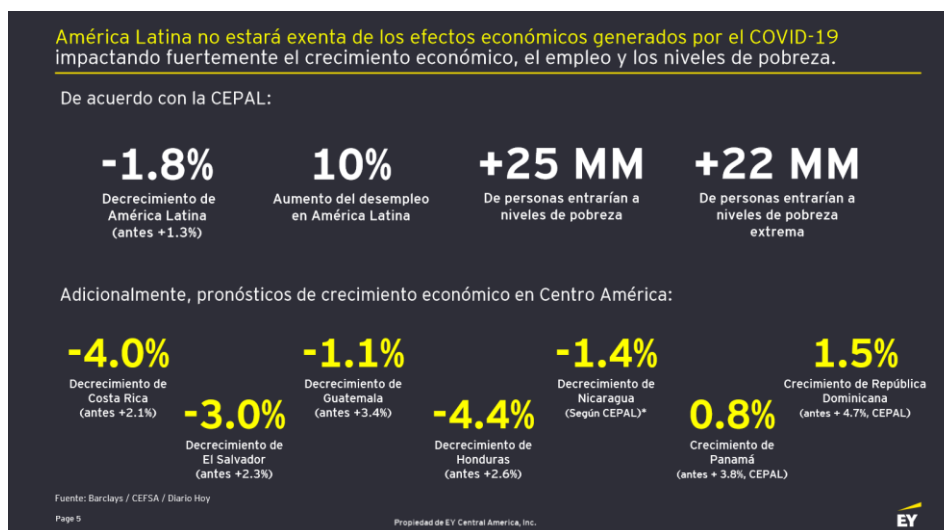 América Latina no estará exenta de los efectos económicos generados por el COVID-19
impactando fuertemente el crecimiento económico, el empleo y los niveles de pobreza.
De acuerdo con la CEPAL:
-1.8%
Decrecimiento de
América Latina
(antes +1.3%)
10%
Aumento del desempleo
en América Latina
+25 MM
De personas entrarían a
niveles de pobreza
+22 MM
De personas entrarían a
niveles de pobreza
extrema
Adicionalmente, pronósticos de crecimiento económico en Centro América:
-4.0%
Decrecimiento de
Costa Rica
(antes +2.1%)
-3.0%
Decrecimiento de
El Salvador
(antes +2.3%)
-1.1%
Decrecimiento de
Guatemala
(antes +3.4%)
-4.4%
Decrecimiento de
Honduras
(antes +2.6%)
-1.4%
Decrecimiento de
Nicaragua
(Según CEPAL)*
0.8%
Crecimiento de
Panamá
(antes + 3.8%, CEPAL)
1.5%
Crecimiento de República
Dominicana
(antes + 4.7%, CEPAL)
Fuente: Barclays / CEFSA / Diario Hoy
Page 5
Propiedad de EY Central America, Inc.
EY